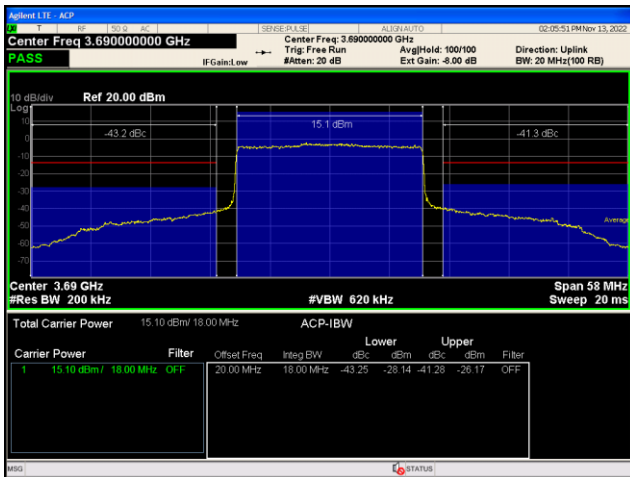 Agilent LTE - ACP
T RF 50 Ω AC SENSE:PULSE ALIGN AUTO 02:05:51 PM Nov 13, 2022
Center Freq 3.690000000 GHz
Center Freq: 3.690000000 GHz
Trig: Free Run Avg|Hold: 100/100 Direction: Uplink
PASS IFGain:Low #Atten: 20 dB Ext Gain: -8.00 dB BW: 20 MHz(100 RB)
10 dB/div Ref 20.00 dBm
Log
10
0
-10
-20
-30
-40
-50
-60
-70
15.1 dBm
-43.2 dBc -41.3 dBc
Average
Center 3.69 GHz Span 58 MHz
#Res BW 200 kHz #VBW 620 kHz Sweep 20 ms
Total Carrier Power 15.10 dBm/ 18.00 MHz ACP-IBW
Lower Upper
Carrier Power Filter Offset Freq Integ BW dBc dBm dBc dBm Filter
1 15.10 dBm / 18.00 MHz OFF 20.00 MHz 18.00 MHz -43.25 -28.14 -41.28 -26.17 OFF
MSG STATUS